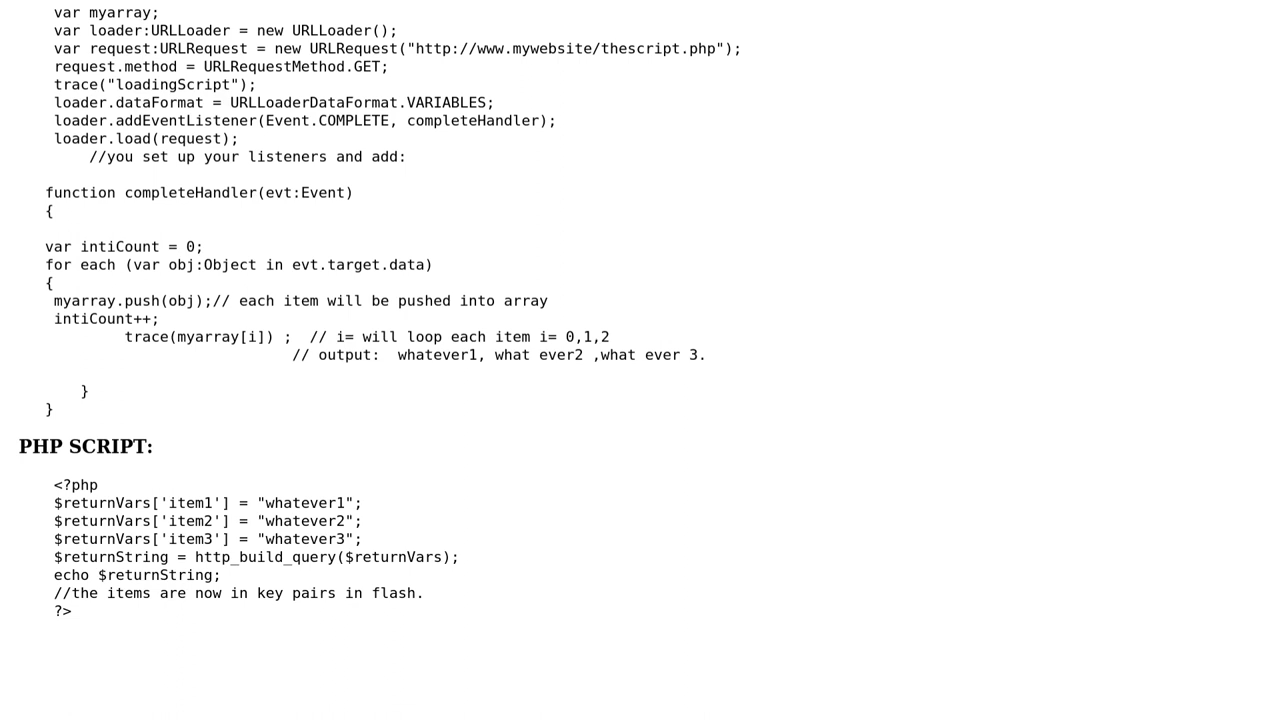 var myarray;
var loader:URLLoader = new URLLoader();
var request:URLRequest = new URLRequest("http://www.mywebsite/thescript.php");
request.method = URLRequestMethod.GET;
trace("loadingScript");
loader.dataFormat = URLLoaderDataFormat.VARIABLES;
loader.addEventListener(Event.COMPLETE, completeHandler);
loader.load(request);
//you set up your listeners and add:
function completeHandler(evt:Event)
{
var intiCount = 0;
for each (var obj:Object in evt.target.data)
{
myarray.push(obj);// each item will be pushed into array
intiCount++;
trace(myarray[i]) ;  // i= will loop each item i= 0,1,2
// output:  whatever1, what ever2 ,what ever 3.
}
}
PHP SCRIPT:
<?php
$returnVars['item1'] = "whatever1";
$returnVars['item2'] = "whatever2";
$returnVars['item3'] = "whatever3";
$returnString = http_build_query($returnVars);
echo $returnString;
//the items are now in key pairs in flash.
?>